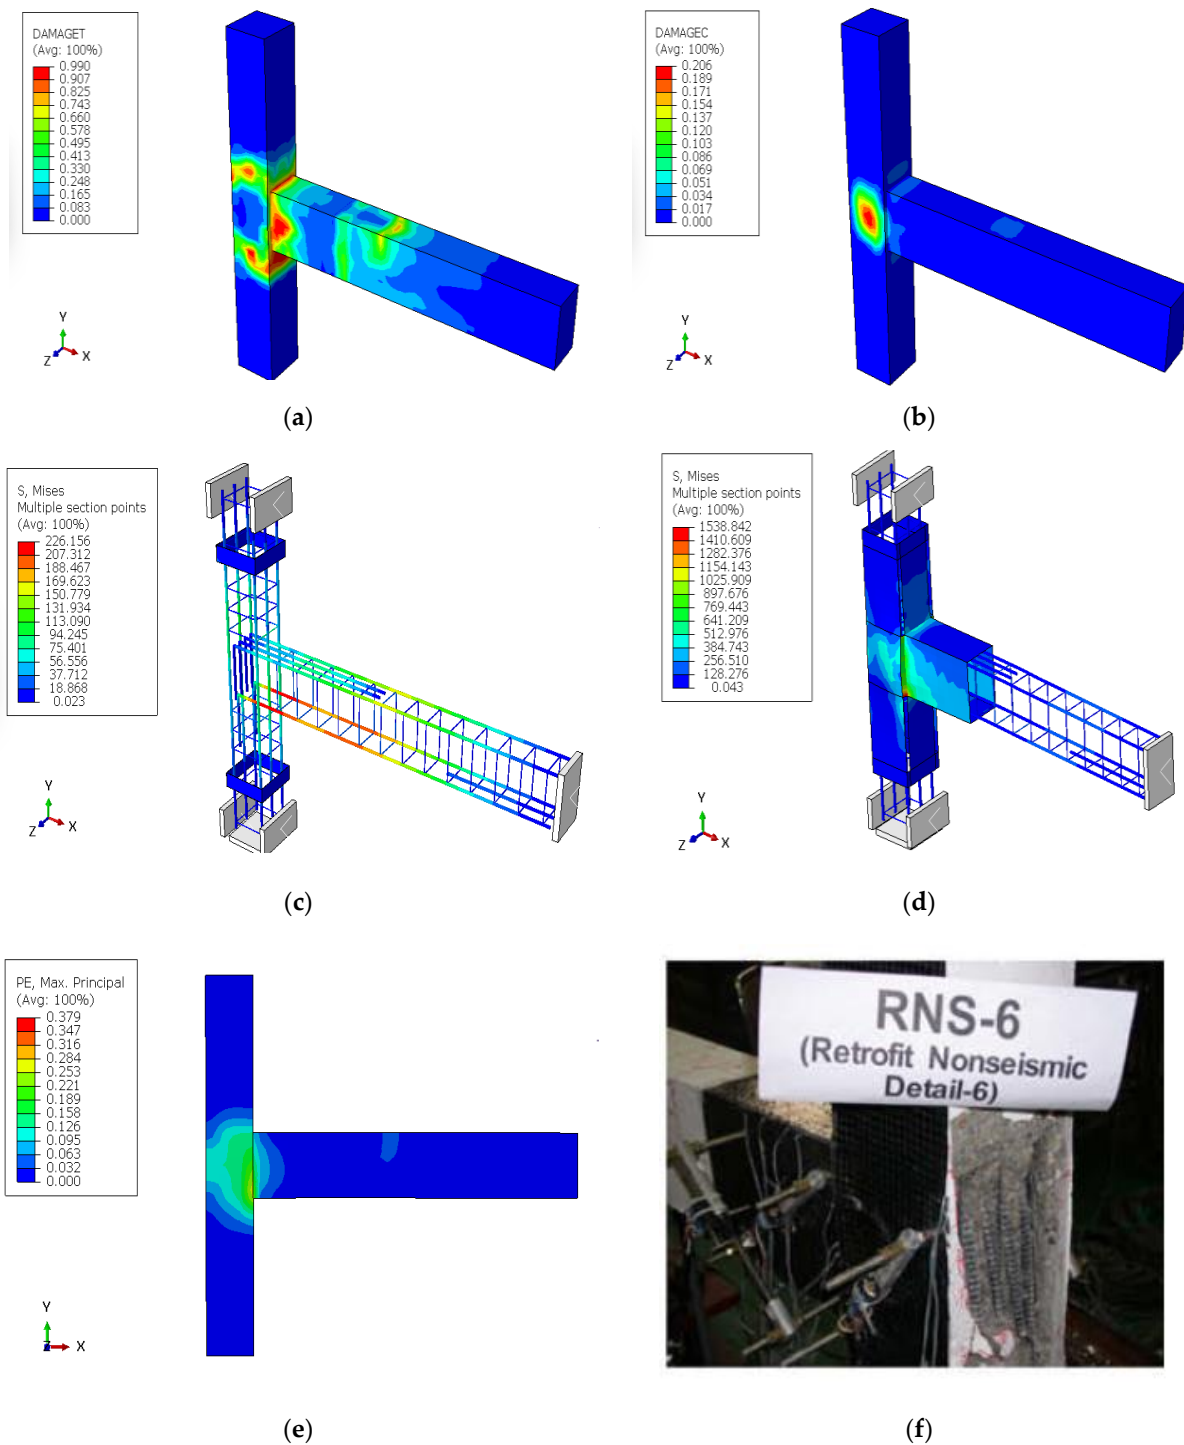 DAMAGET
(Avg: 100%)
0.990
0.907
0.825
0.743
0.660
0.578
0.495
0.413
0.330
0.248
0.165
0.083
0.000
Y
Z
X
(a)
DAMAGEC
(Avg: 100%)
0.206
0.189
0.171
0.154
0.137
0.120
0.103
0.086
0.069
0.051
0.034
0.017
0.000
Y
Z
X
(b)
S, Mises
Multiple section points
(Avg: 100%)
226.156
207.312
188.467
169.623
150.779
131.934
113.090
94.245
75.401
56.556
37.712
18.868
0.023
Y
Z
X
(c)
S, Mises
Multiple section points
(Avg: 100%)
1538.842
1410.609
1282.376
1154.143
1025.909
897.676
769.443
641.209
512.976
384.743
256.510
128.276
0.043
Y
Z
X
(d)
PE, Max. Principal
(Avg: 100%)
0.379
0.347
0.316
0.284
0.253
0.221
0.189
0.158
0.126
0.095
0.063
0.032
0.000
Y
Z
X
(e)
RNS-6
(Retrofit Nonseismic
Detail-6)
(f)